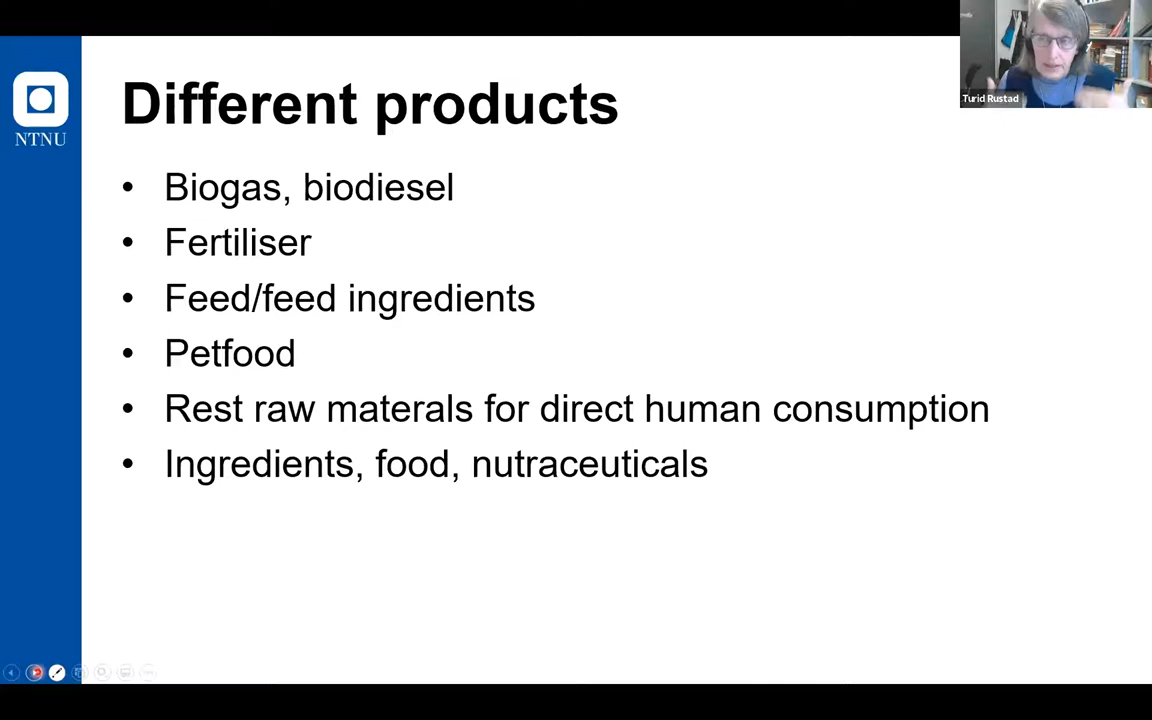 Different products
NTNU
• Biogas, biodiesel
• Fertiliser
• Feed/feed ingredients
• Petfood
• Rest raw materals for direct human consumption
• Ingredients, food, nutraceuticals
Turid Rustad